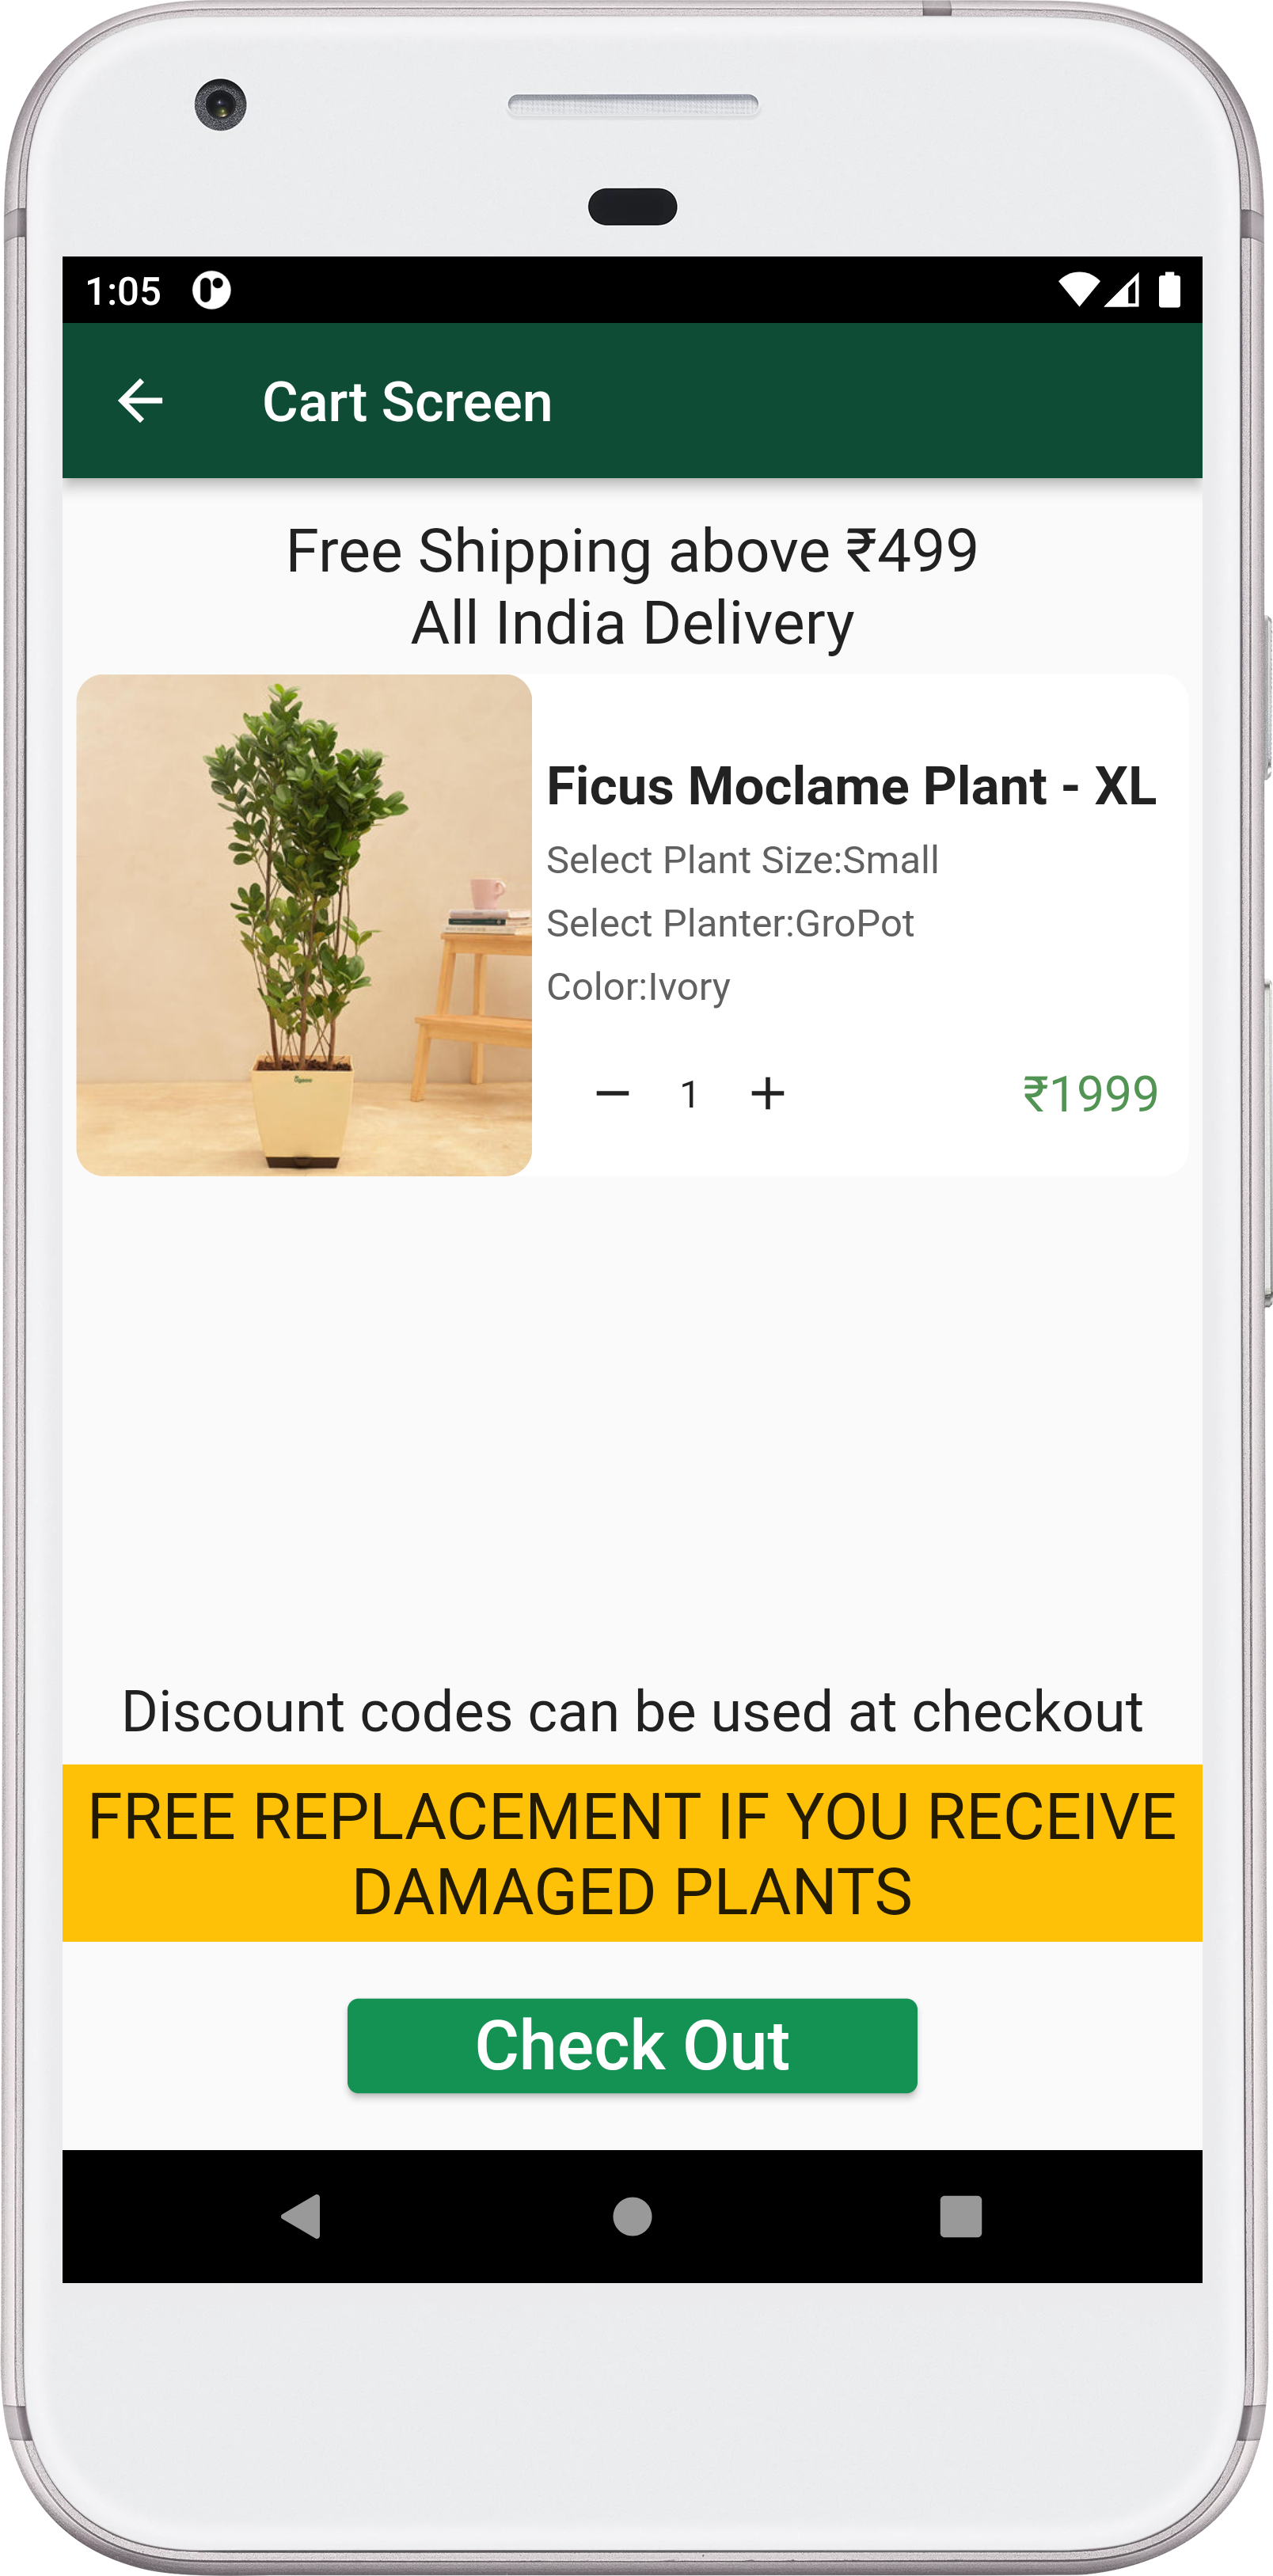 1:05
Cart Screen
Free Shipping above ₹499
All India Delivery
Ficus Moclame Plant - XL
Select Plant Size:Small
Select Planter:GroPot
Color:Ivory
1
₹1999
Discount codes can be used at checkout
FREE REPLACEMENT IF YOU RECEIVE
DAMAGED PLANTS
Check Out